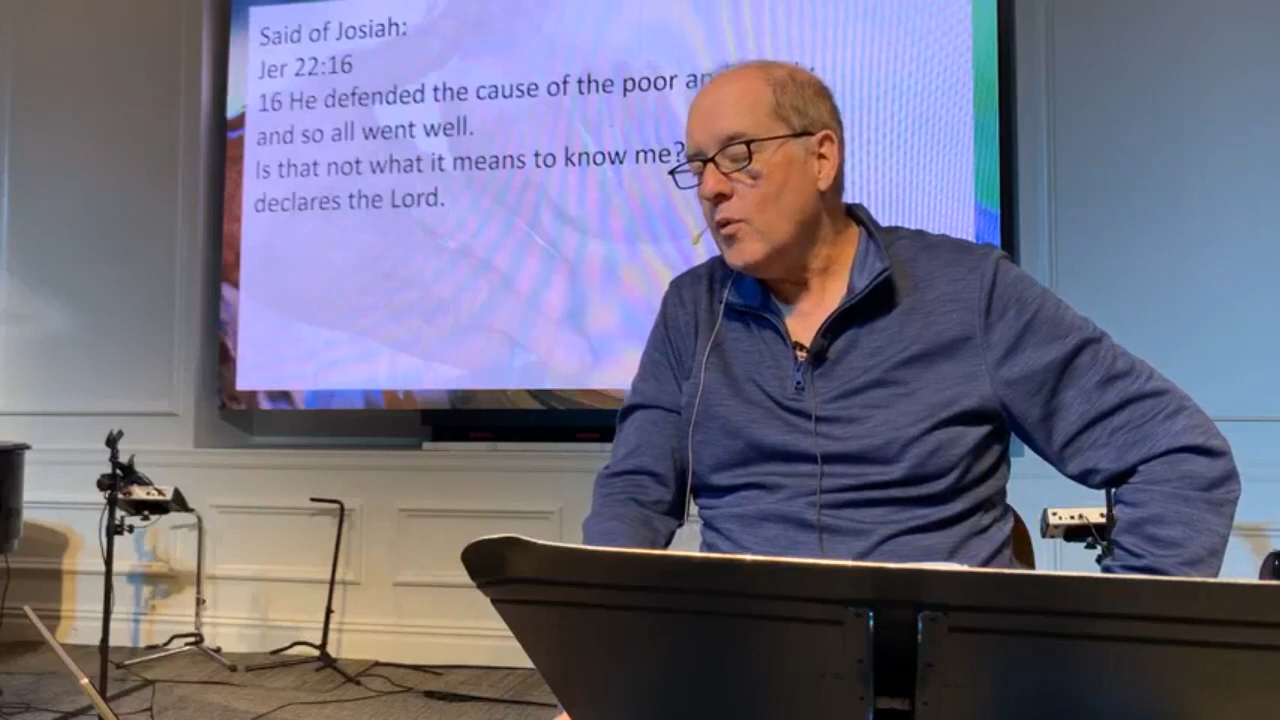 Said of Josiah:
Jer 22:16
16 He defended the cause of the poor
and so all went well.
Is that not what it means to know me?
declares the Lord.